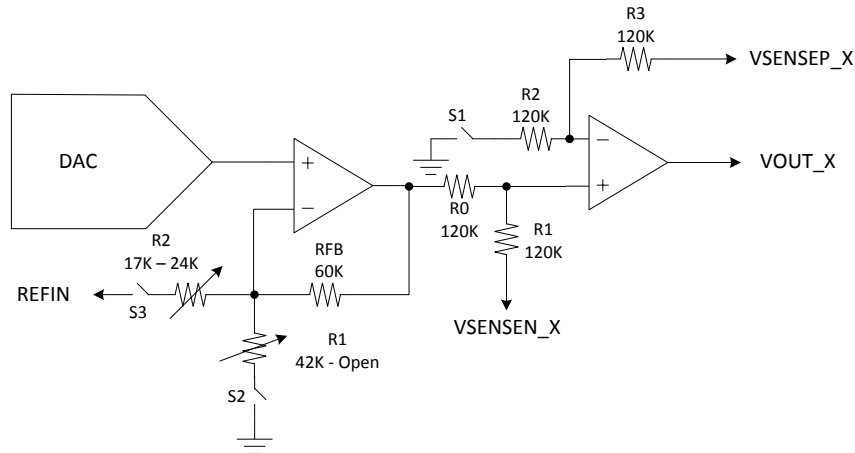 R3
120K
VSENSEP_X
R2
120K
S1
DAC
+
−
−
+
VOUT_X
R0
120K
R1
120K
R2
17K – 24K
RFB
60K
REFIN
S3
VSENSEN_X
R1
42K - Open
S2